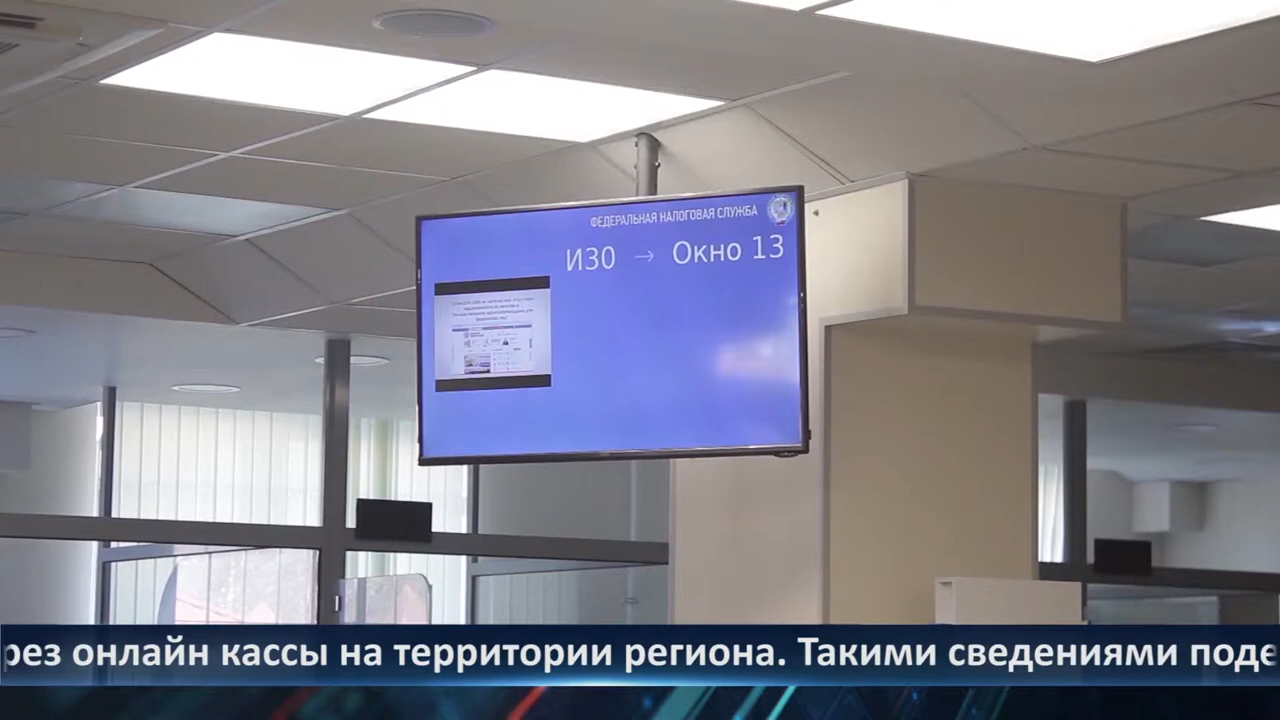 ФЕДЕРАЛЬНАЯ НАЛОГОВАЯ СЛУЖБА
И30 → Окно 13
рез онлайн кассы на территории региона. Такими сведениями поде